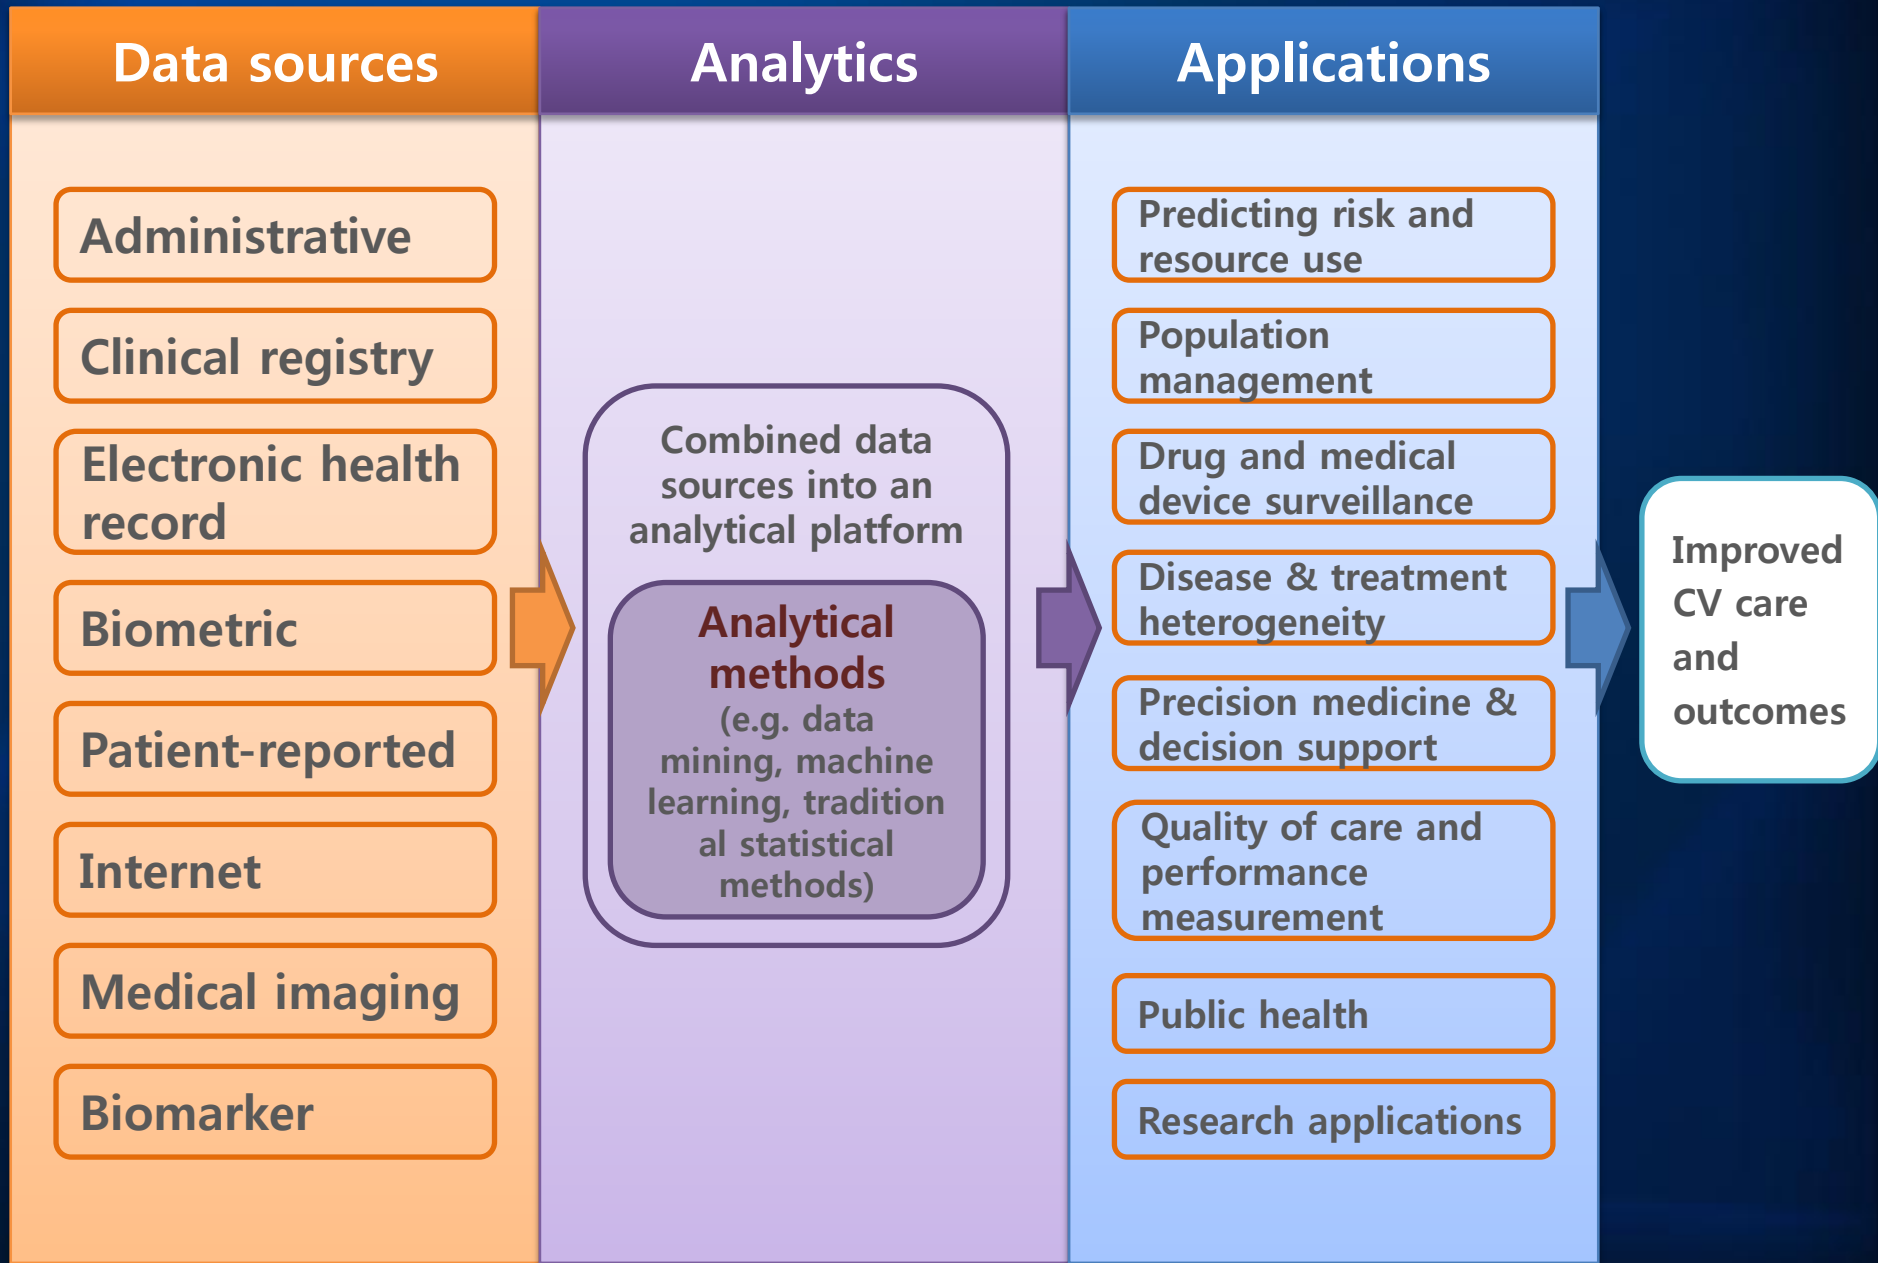 Data sources
Analytics
Applications
Administrative
Clinical registry
Electronic health
record
Biometric
Patient-reported
Internet
Medical imaging
Biomarker
Combined data
sources into an
analytical platform
Analytical
methods
(e.g. data
mining, machine
learning, tradition
al statistical
methods)
Predicting risk and
resource use
Population
management
Drug and medical
device surveillance
Disease & treatment
heterogeneity
Precision medicine &
decision support
Quality of care and
performance
measurement
Public health
Research applications
Improved
CV care
and
outcomes